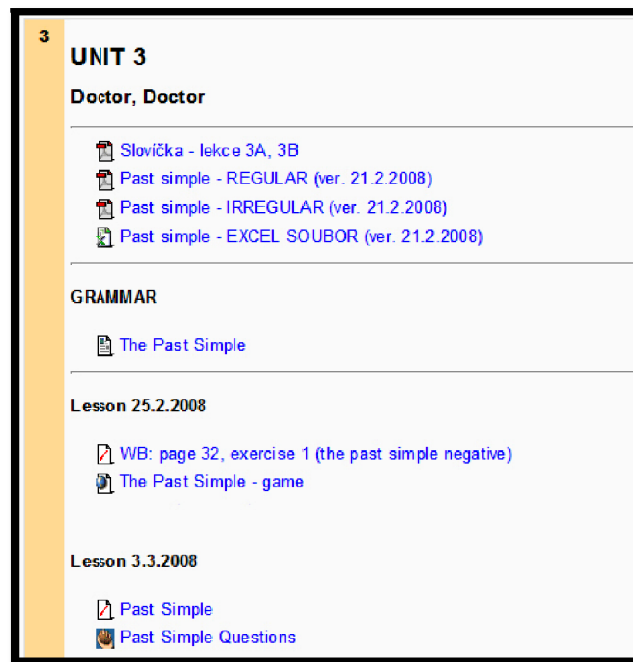 3
UNIT 3
Doctor, Doctor
Slovíčka - lekce 3A, 3B
Past simple - REGULAR (ver. 21.2.2008)
Past simple - IRREGULAR (ver. 21.2.2008)
Past simple - EXCEL SOUBOR (ver. 21.2.2008)
GRAMMAR
The Past Simple
Lesson 25.2.2008
WB: page 32, exercise 1 (the past simple negative)
The Past Simple - game
Lesson 3.3.2008
Past Simple
Past Simple Questions